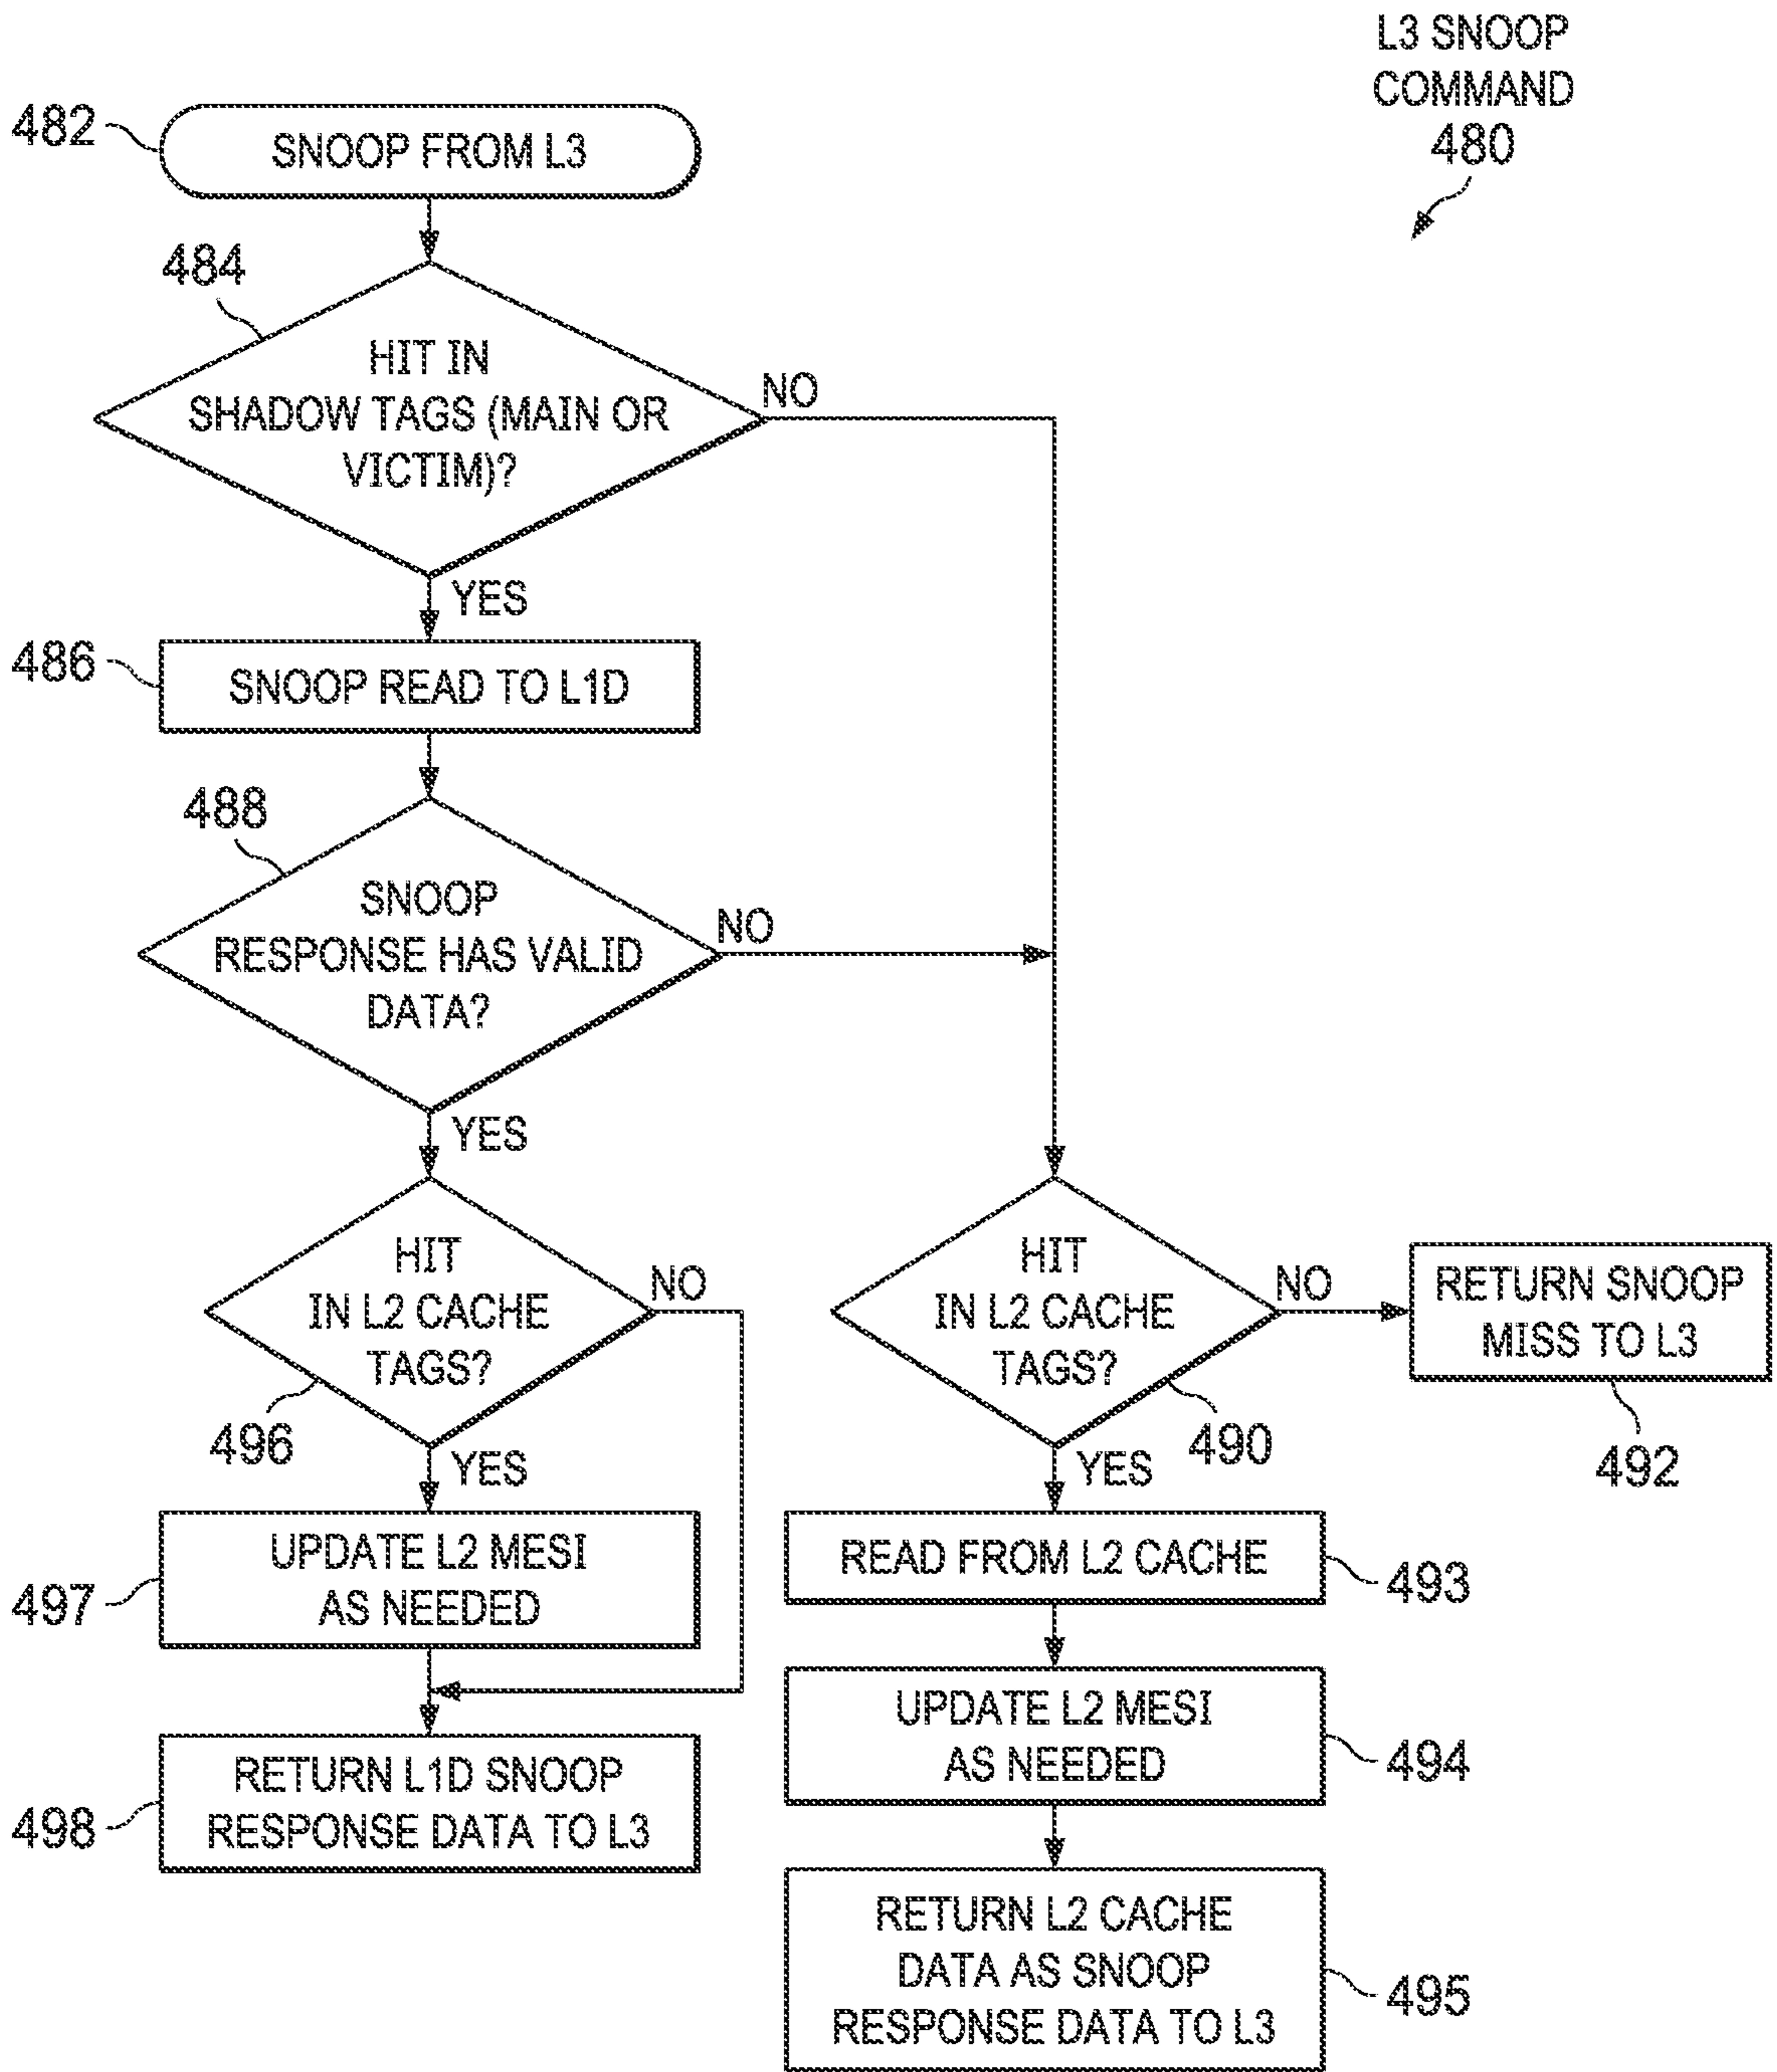 L3 SNOOP
COMMAND
480
482
SNOOP FROM L3
484
HIT IN
SHADOW TAGS (MAIN OR
VICTIM)?
NO
YES
486
SNOOP READ TO L1D
488
SNOOP
RESPONSE HAS VALID
DATA?
NO
YES
HIT
IN L2 CACHE
TAGS?
NO
496
YES
HIT
IN L2 CACHE
TAGS?
NO
490
YES
RETURN SNOOP
MISS TO L3
492
497
UPDATE L2 MESI
AS NEEDED
READ FROM L2 CACHE
493
UPDATE L2 MESI
AS NEEDED
494
498
RETURN L1D SNOOP
RESPONSE DATA TO L3
RETURN L2 CACHE
DATA AS SNOOP
RESPONSE DATA TO L3
495